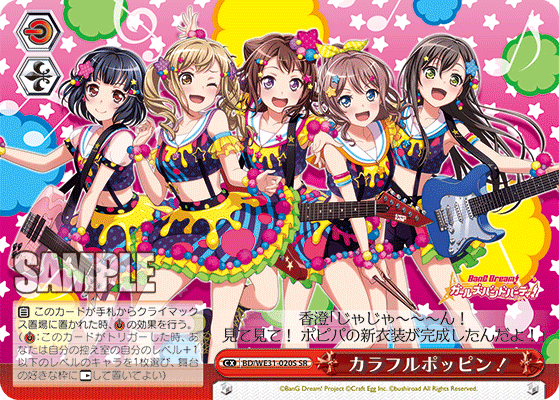 SAMPLE
このカードが手札からクライマックス置場に置かれた時、の効果を行う。
(:このカードがトリガーした時、あなたは自分の控え室の自分のレベル+1以下のレベルのキャラを1枚選び、舞台の好きな枠にして置いてよい)
BanG Dream!
ガールズバンドパーティ!
香澄「じゃじゃ~~~ん!
見て見て! ポピパの新衣装が完成したんだよ!」
CX BD/WE31-020S SR
カラフルポッピン!
©BanG Dream! Project ©Craft Egg Inc. ©bushiroad All Rights Reserved.